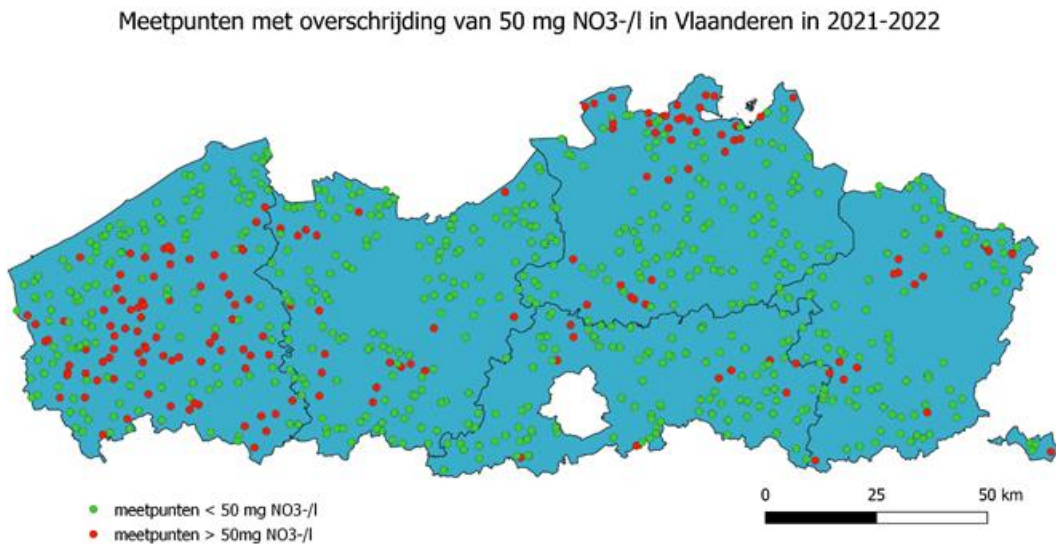 Meetpunten met overschrijding van 50 mg NO3-/l in Vlaanderen in 2021-2022
meetpunten < 50 mg NO3-/l
meetpunten > 50mg NO3-/l
0 25 50 km